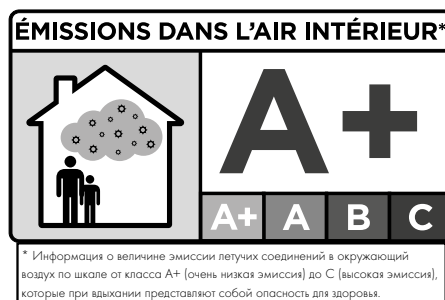 ÉMISSIONS DANS L'AIR INTÉRIEUR*
A+
A+ A B C
* Информация о величине эмиссии летучих соединений в окружающий
воздух по шкале от класса А+ (очень низкая эмиссия) до С (высокая эмиссия),
которые при вдыхании представляют собой опасность для здоровья.